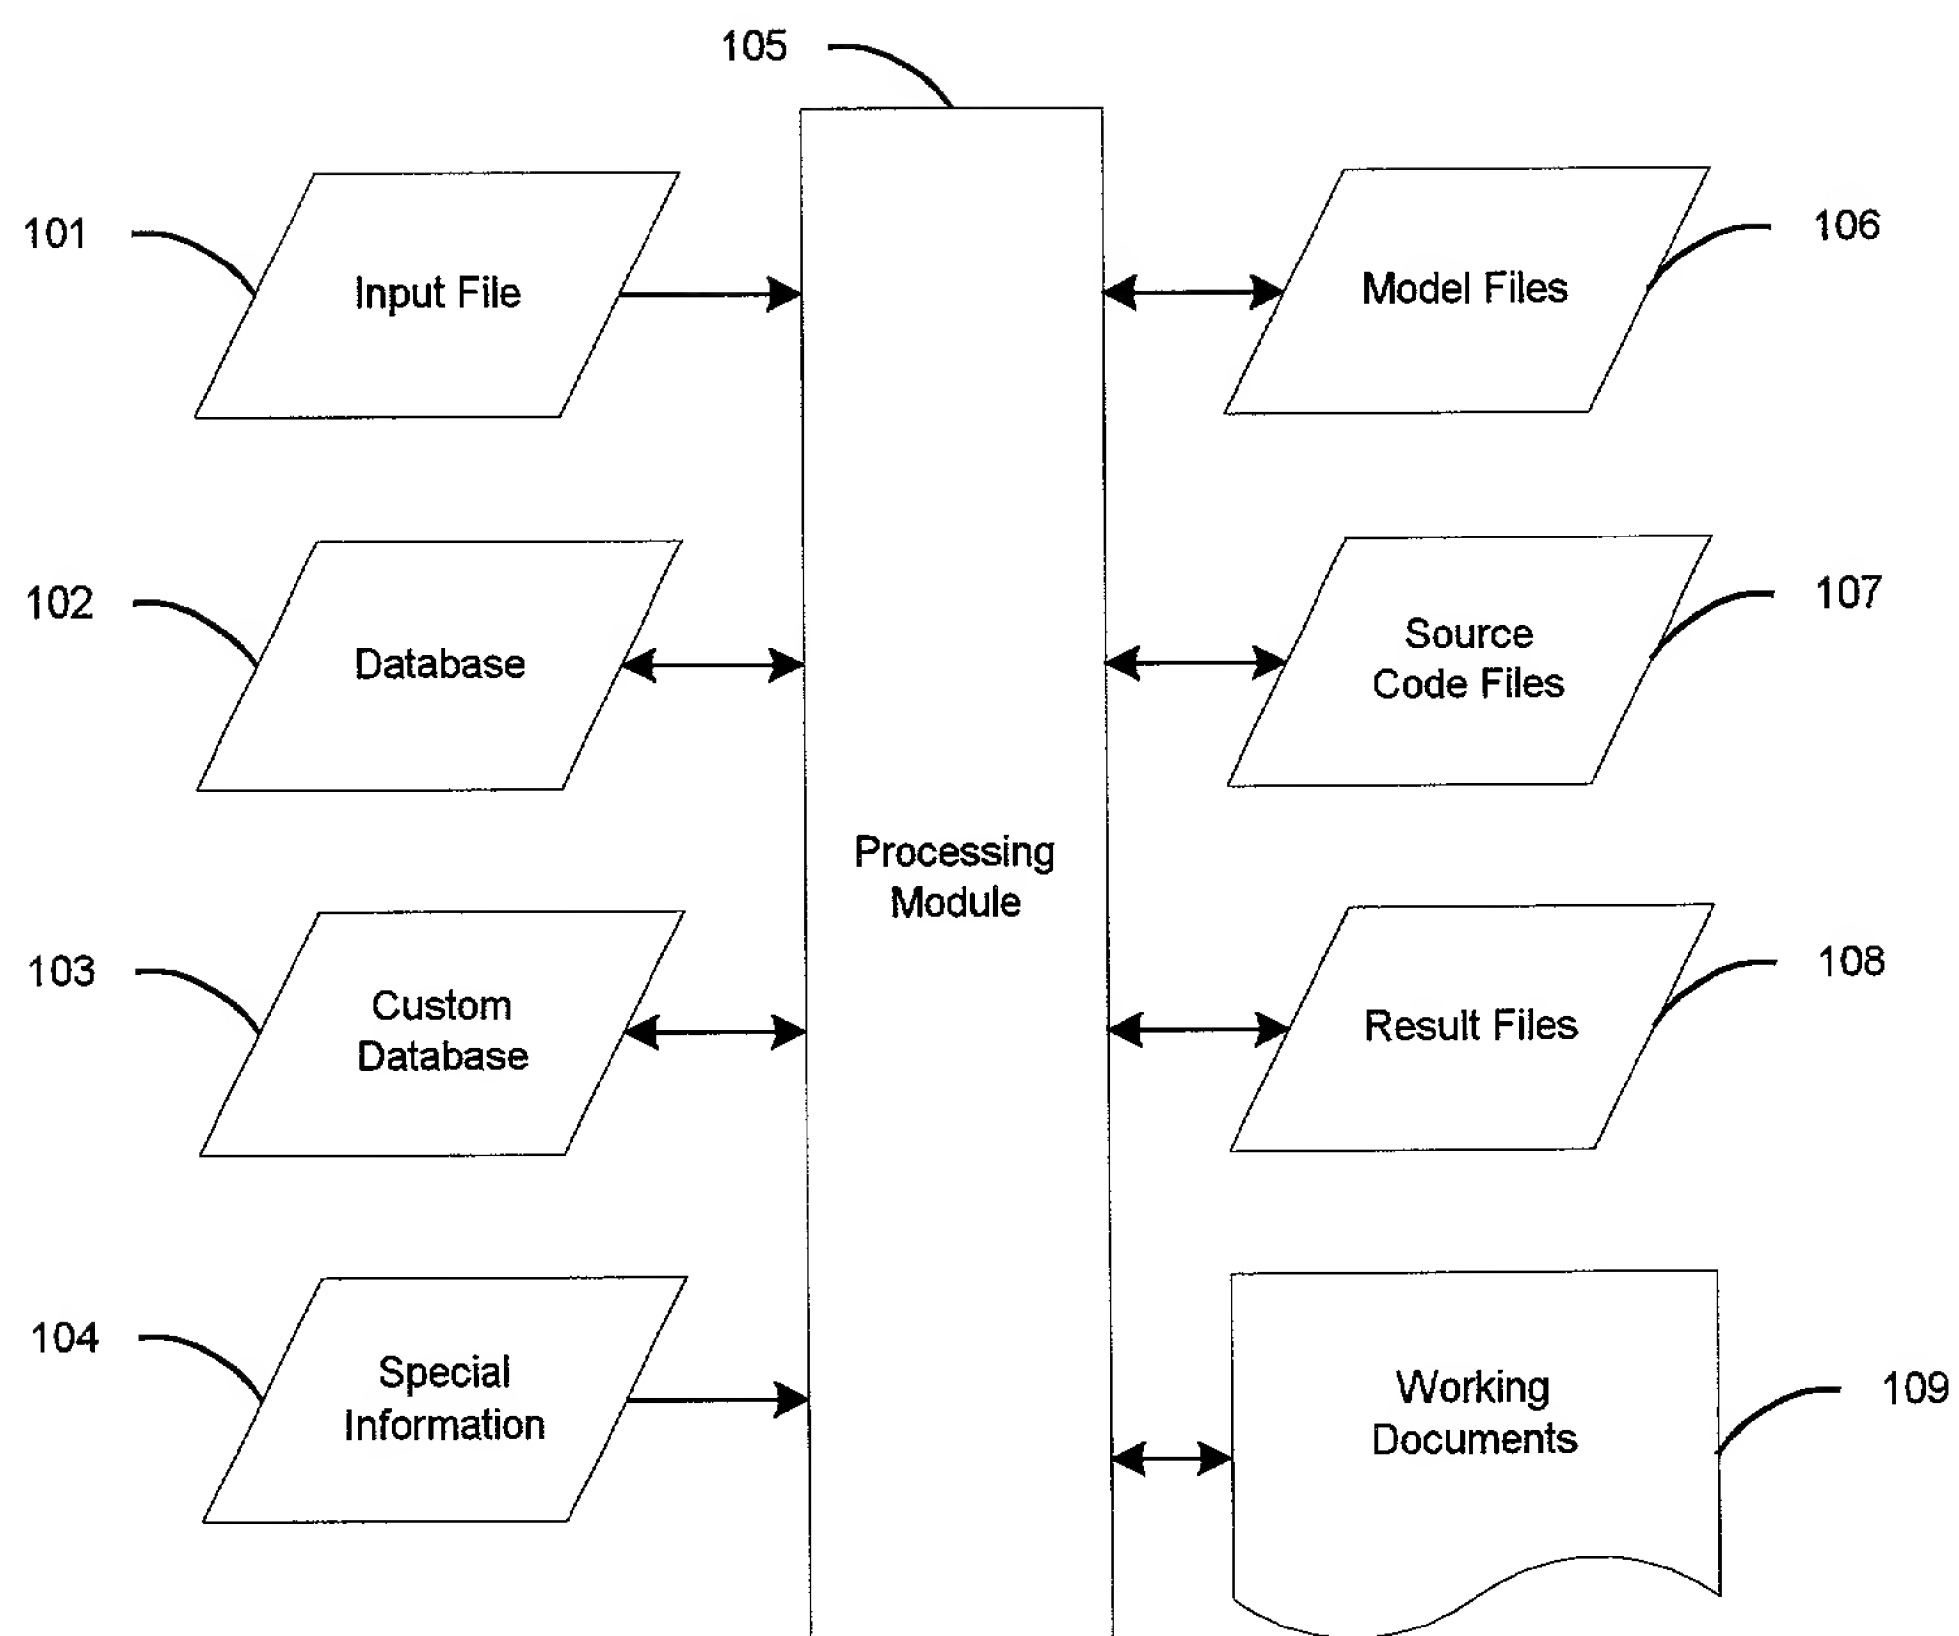 105
101
Input File
Model Files
106
102
Database
Source
Code Files
107
Processing
Module
103
Custom
Database
Result Files
108
104
Special
Information
Working
Documents
109